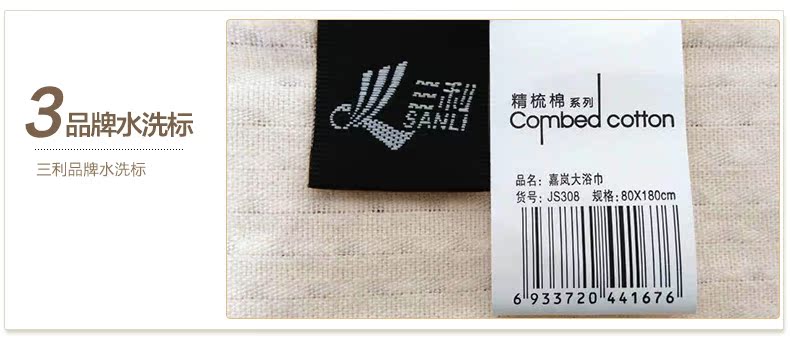 3 品牌水洗标
三利品牌水洗标
三利
SANLI
精梳棉 系列
Combed cotton
品名：嘉岚大浴巾
货号：JS308 规格：80X180cm
6 933720 441676